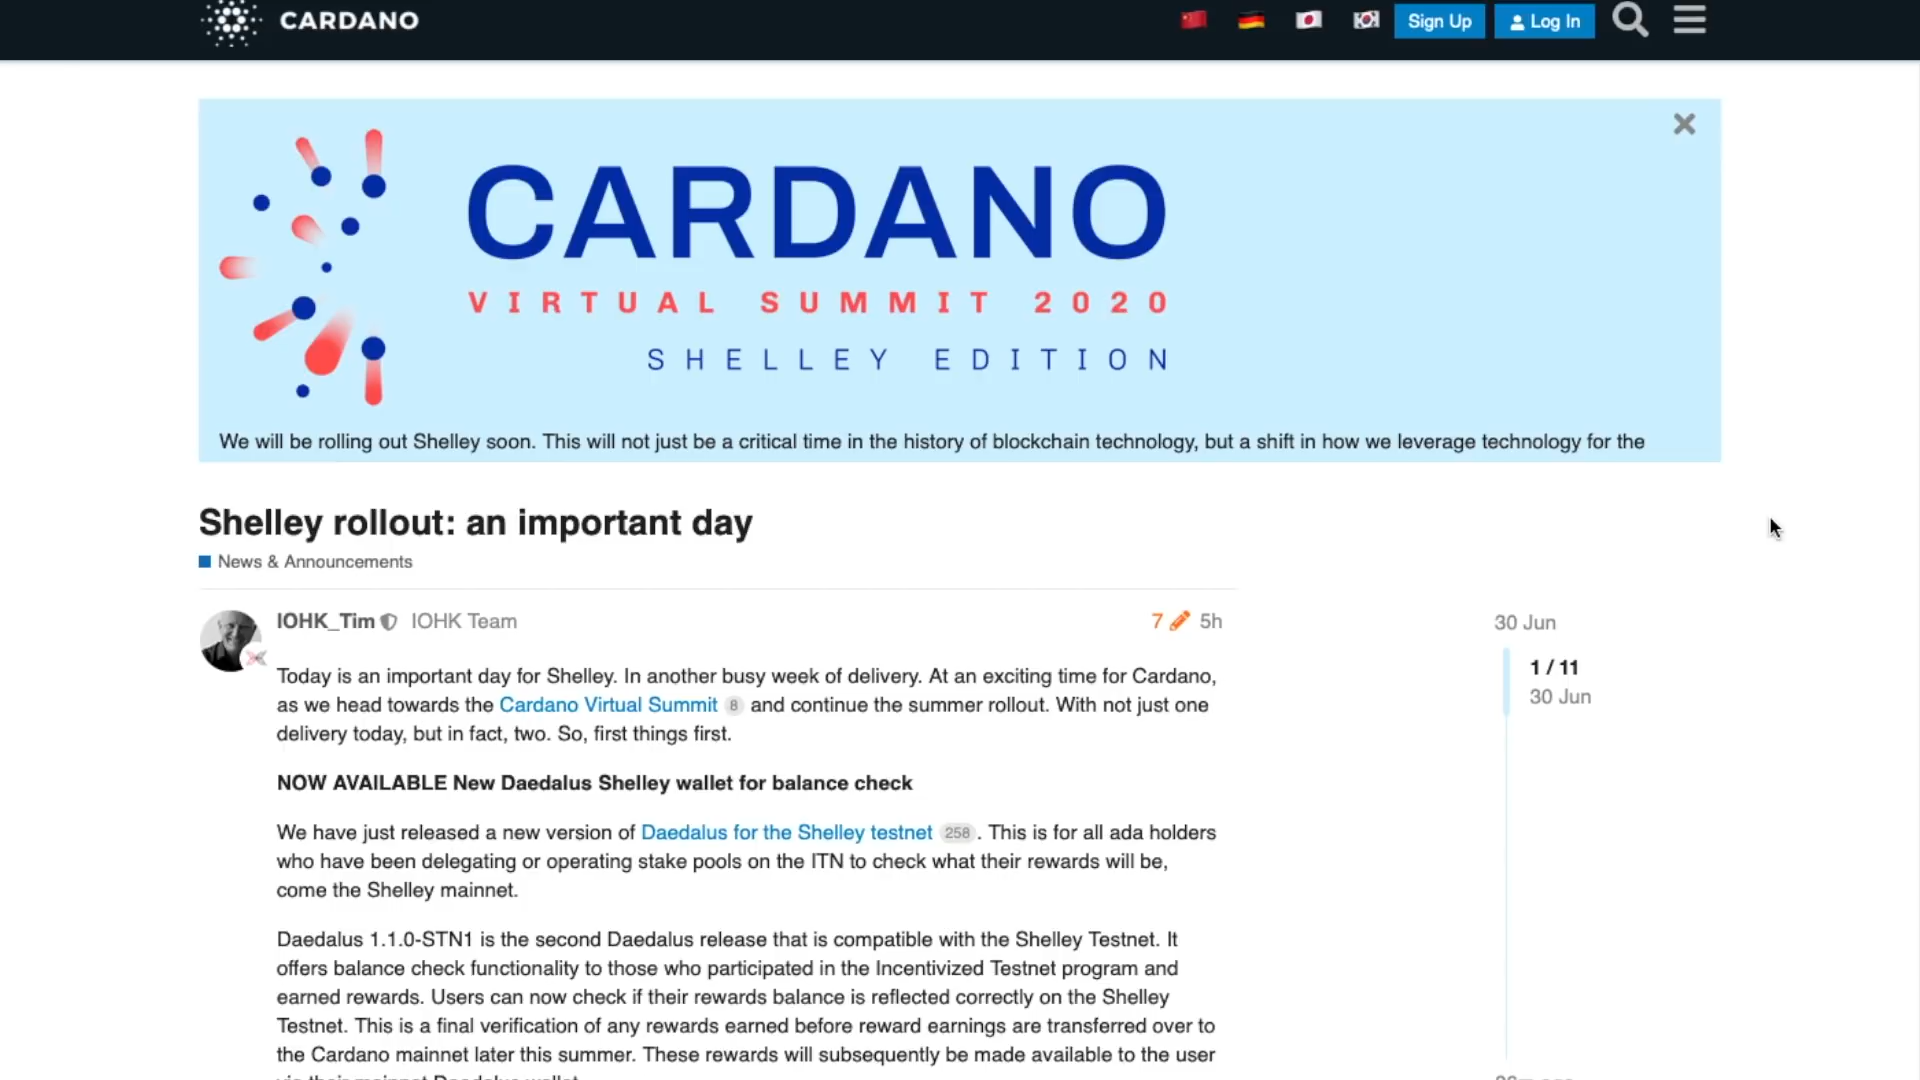 CARDANO
Sign Up
Log In
CARDANO
VIRTUAL SUMMIT 2020
SHELLEY EDITION
We will be rolling out Shelley soon. This will not just be a critical time in the history of blockchain technology, but a shift in how we leverage technology for the
Shelley rollout: an important day
News & Announcements
IOHK_Tim IOHK Team
7 5h
30 Jun
1 / 11
30 Jun
Today is an important day for Shelley. In another busy week of delivery. At an exciting time for Cardano,
as we head towards the Cardano Virtual Summit 8 and continue the summer rollout. With not just one
delivery today, but in fact, two. So, first things first.
NOW AVAILABLE New Daedalus Shelley wallet for balance check
We have just released a new version of Daedalus for the Shelley testnet 258 . This is for all ada holders
who have been delegating or operating stake pools on the ITN to check what their rewards will be,
come the Shelley mainnet.
Daedalus 1.1.0-STN1 is the second Daedalus release that is compatible with the Shelley Testnet. It
offers balance check functionality to those who participated in the Incentivized Testnet program and
earned rewards. Users can now check if their rewards balance is reflected correctly on the Shelley
Testnet. This is a final verification of any rewards earned before reward earnings are transferred over to
the Cardano mainnet later this summer. These rewards will subsequently be made available to the user